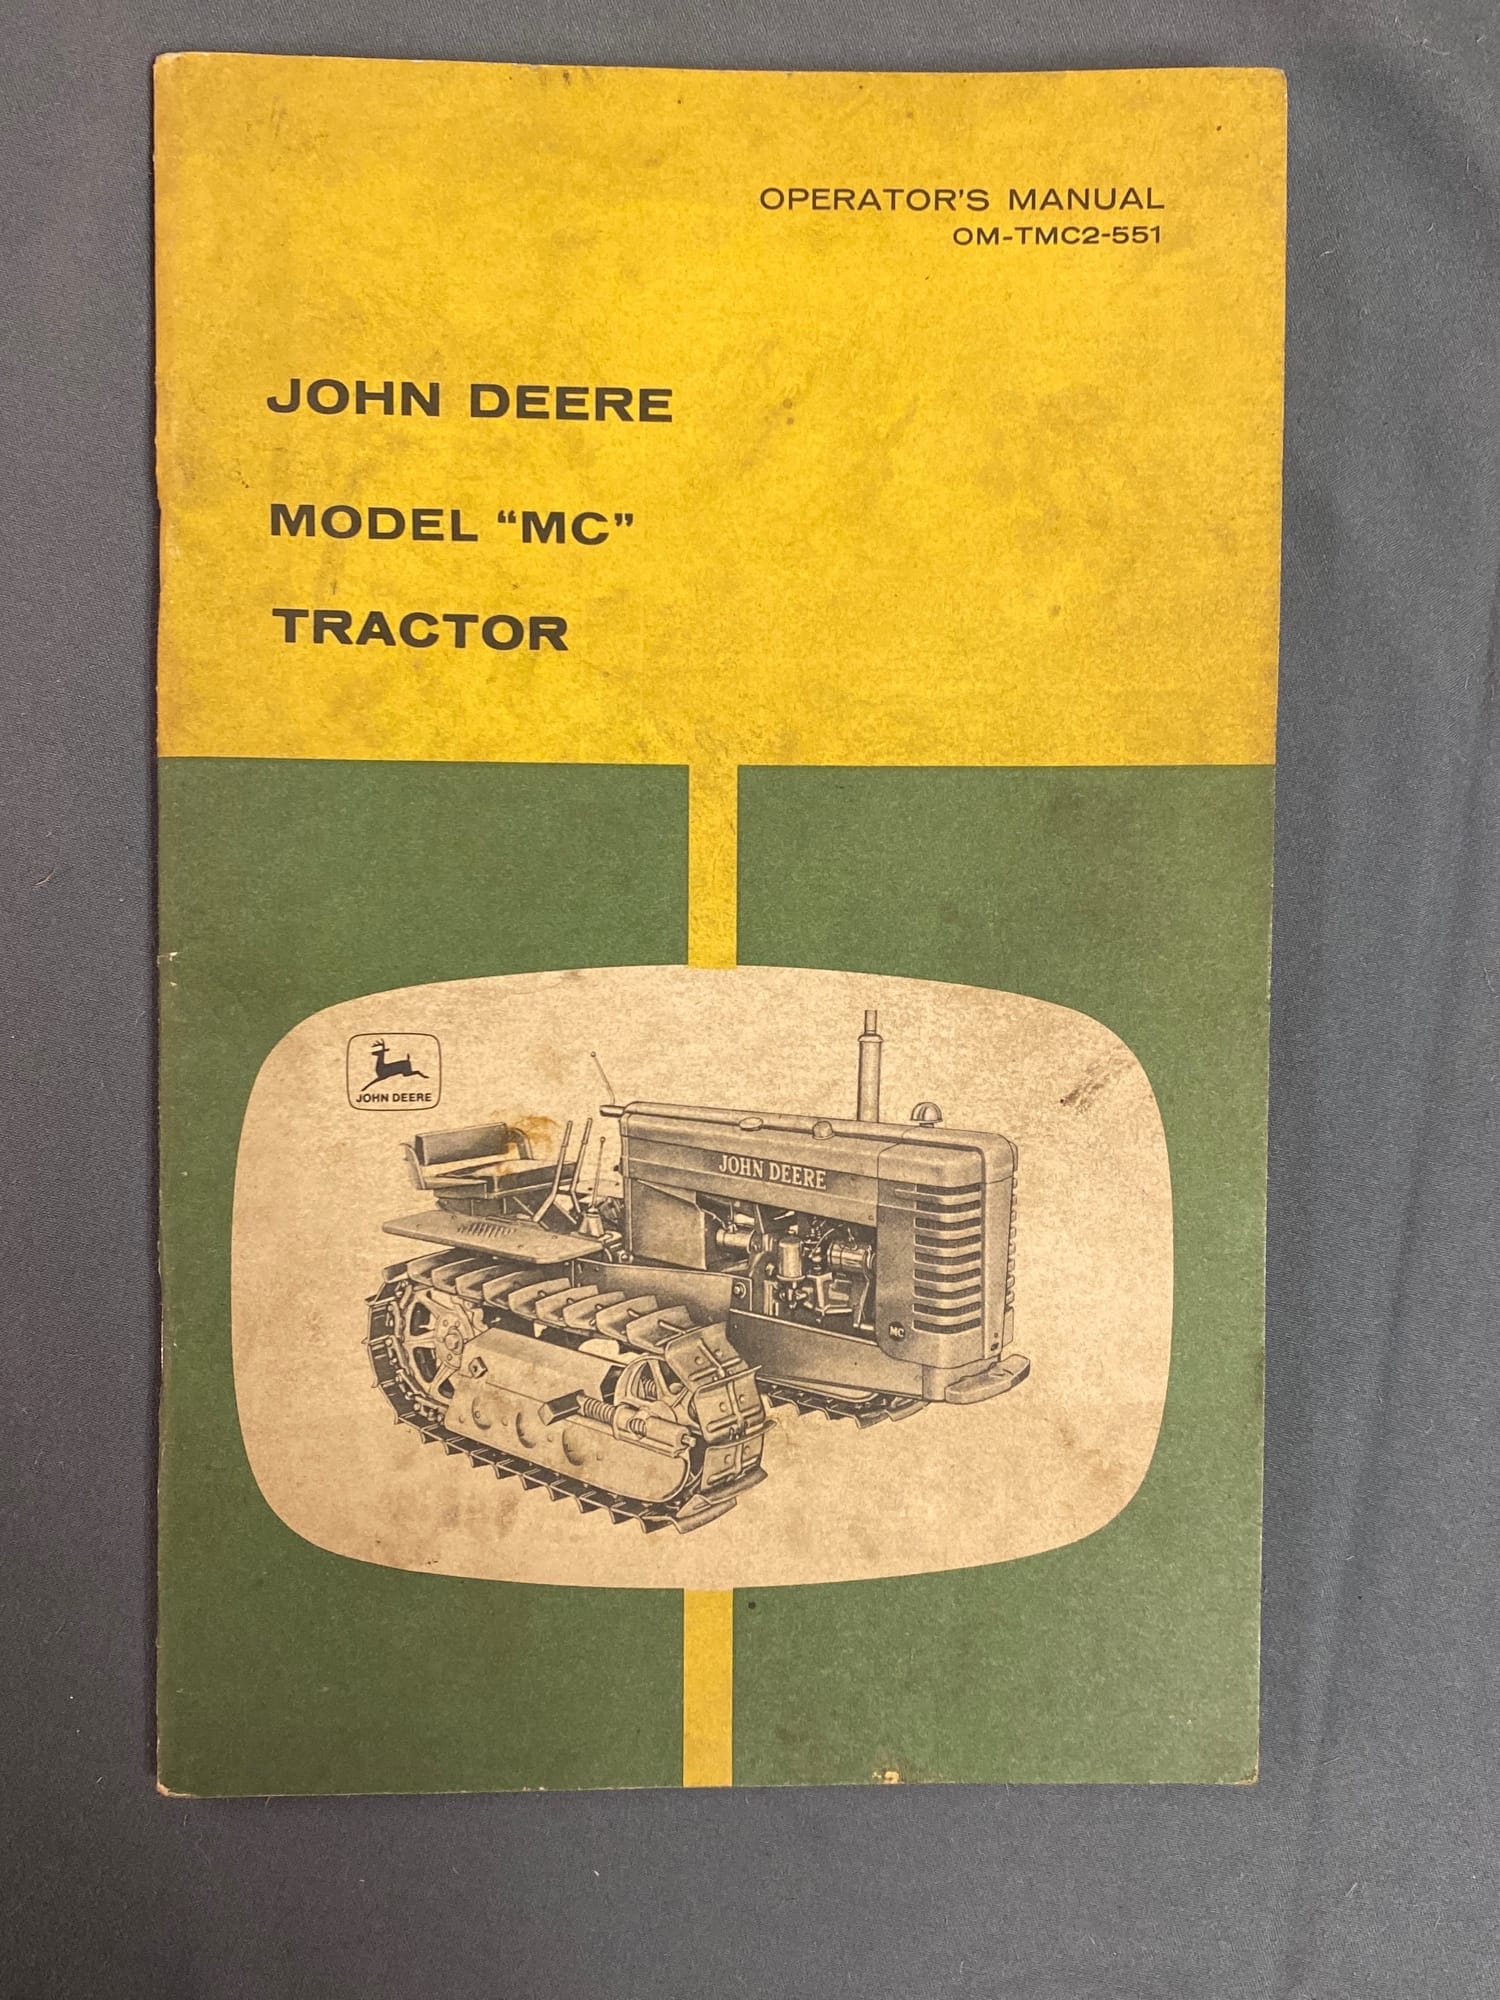 OPERATOR'S MANUAL
OM-TMC2-551
JOHN DEERE
MODEL “MC”
TRACTOR
JOHN DEERE
JOHN DEERE
MC